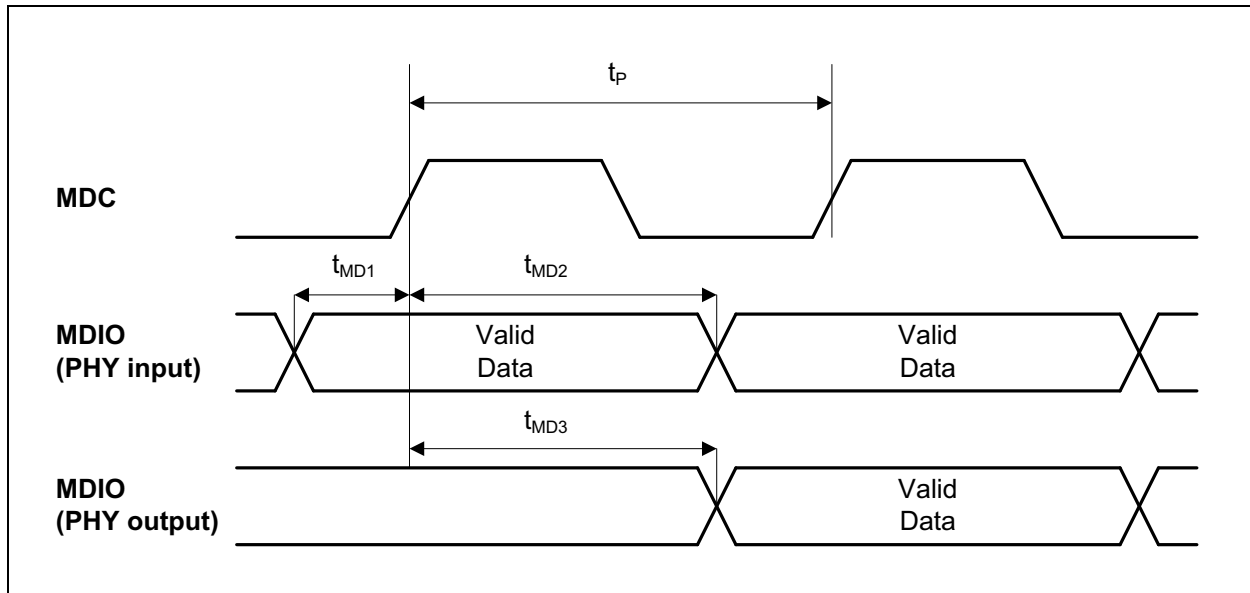 tP
MDC
tMD1
tMD2
MDIO
(PHY input)
Valid
Data
Valid
Data
tMD3
MDIO
(PHY output)
Valid
Data